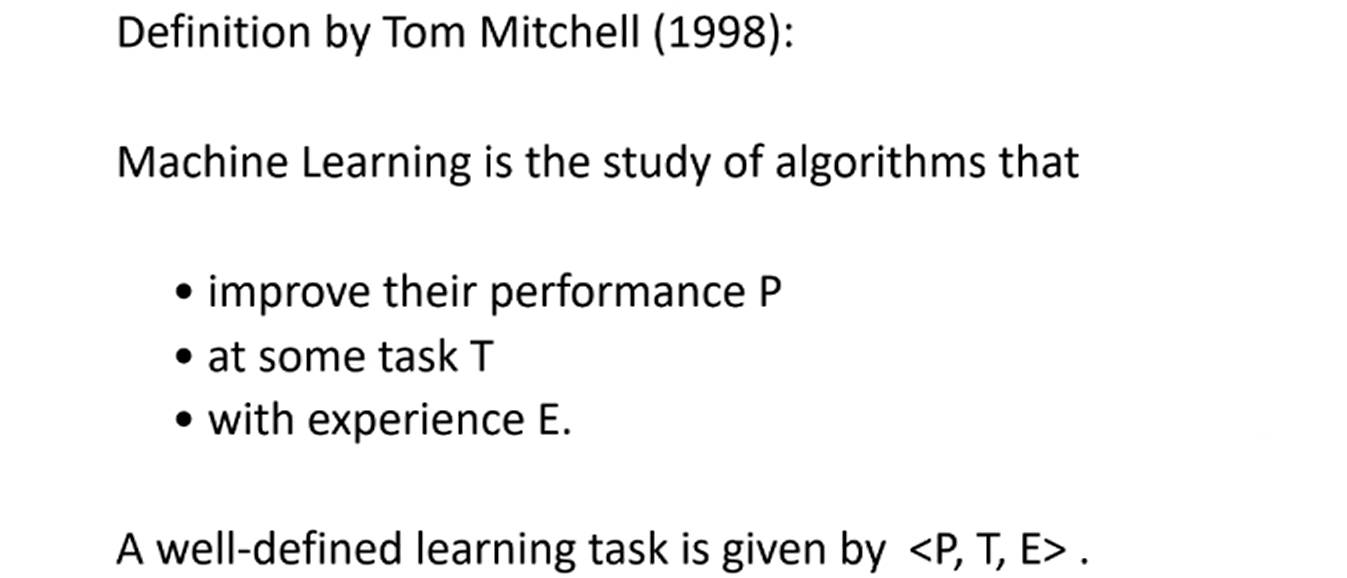 Definition by Tom Mitchell (1998):
Machine Learning is the study of algorithms that
• improve their performance P
• at some task T
• with experience E.
A well-defined learning task is given by <P, T, E> .